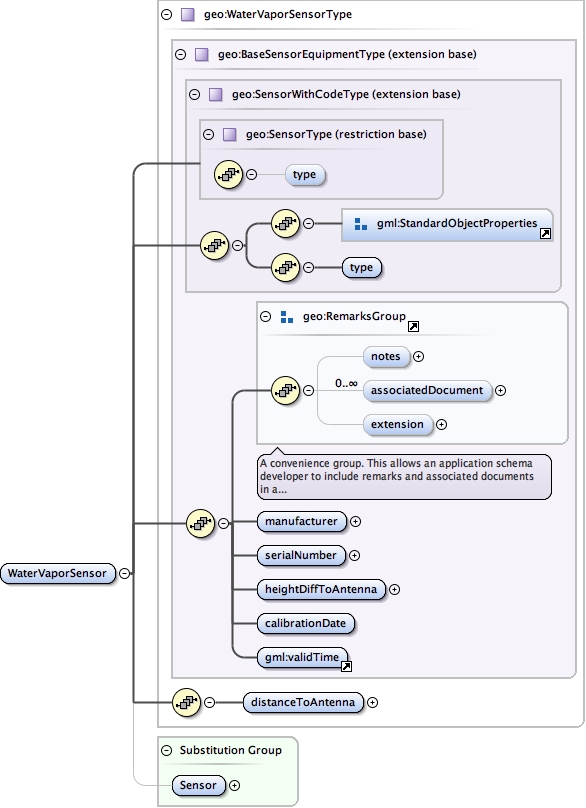 geo:WaterVaporSensorType
geo:BaseSensorEquipmentType (extension base)
geo:SensorWithCodeType (extension base)
geo:SensorType (restriction base)
type
gml:StandardObjectProperties
type
geo:RemarksGroup
notes
0..∞
associatedDocument
extension
A convenience group. This allows an application schema
developer to include remarks and associated documents
in a...
manufacturer
serialNumber
WaterVaporSensor
heightDiffToAntenna
calibrationDate
gml:validTime
distanceToAntenna
Substitution Group
Sensor